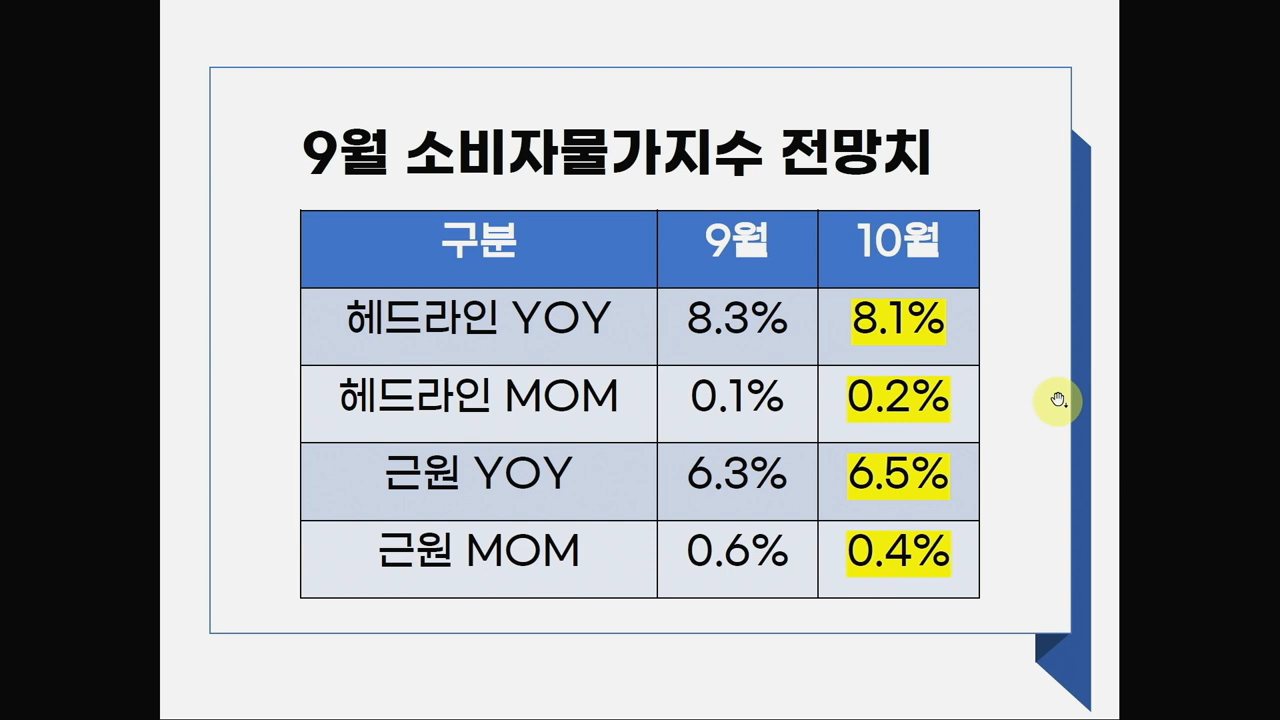 9월 소비자물가지수 전망치
구분 9월 10월
헤드라인 YOY 8.3% 8.1%
헤드라인 MOM 0.1% 0.2%
근원 YOY 6.3% 6.5%
근원 MOM 0.6% 0.4%